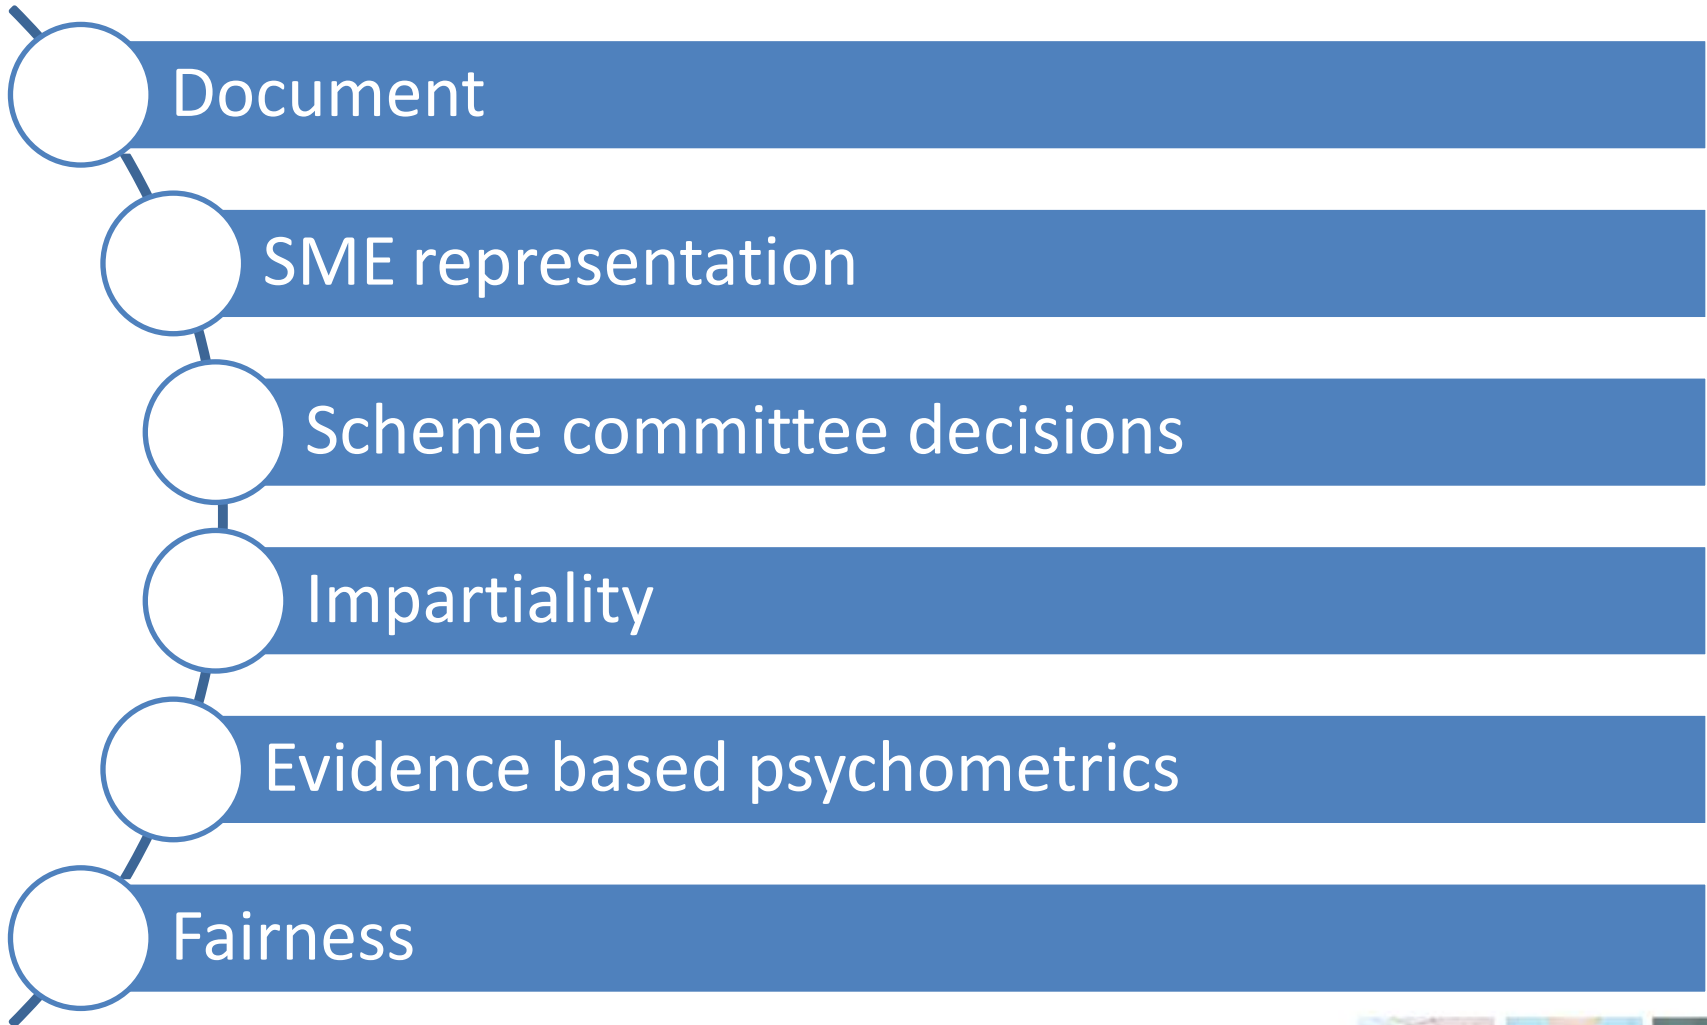 Document
SME representation
Scheme committee decisions
Impartiality
Evidence based psychometrics
Fairness